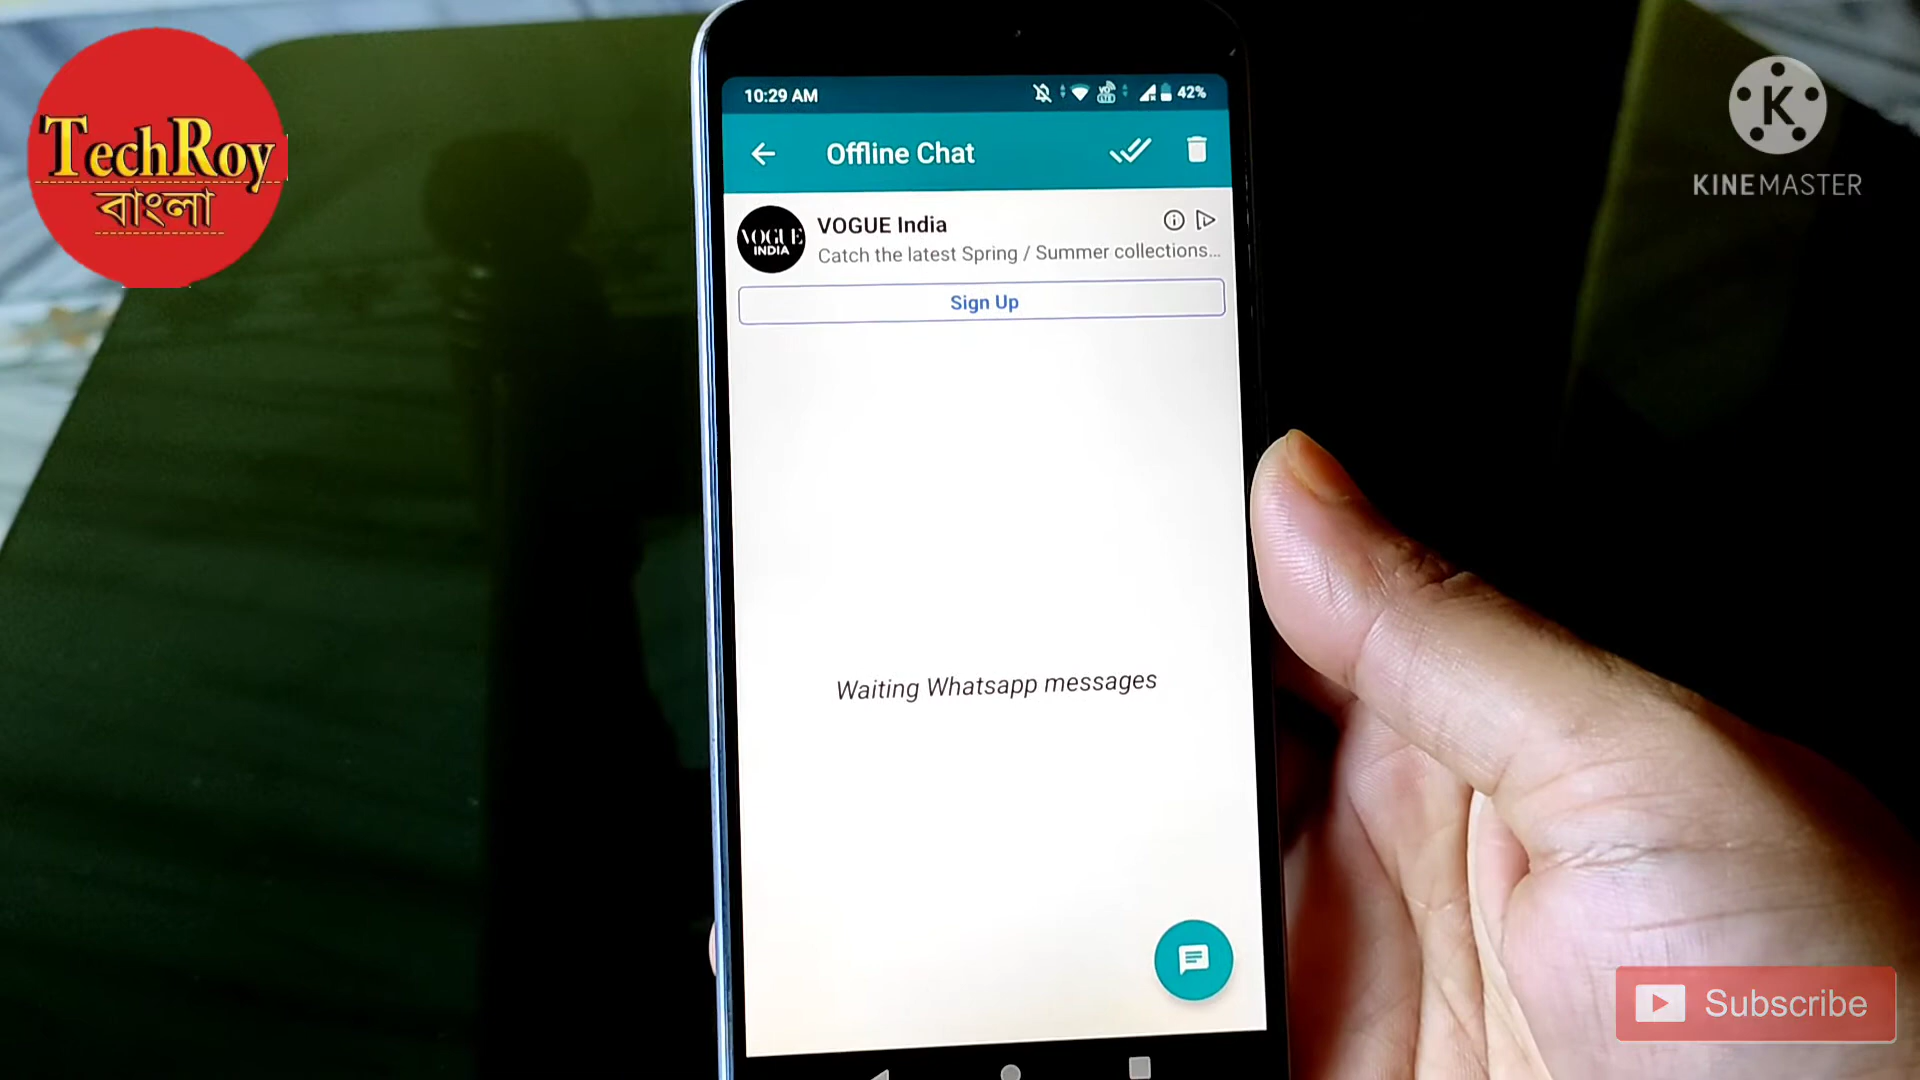 TechRoy
বাংলা
K
KINEMASTER
10:29 AM
42%
Offline Chat
VOGUE
INDIA
VOGUE India
Catch the latest Spring / Summer collections...
Sign Up
Waiting Whatsapp messages
Subscribe